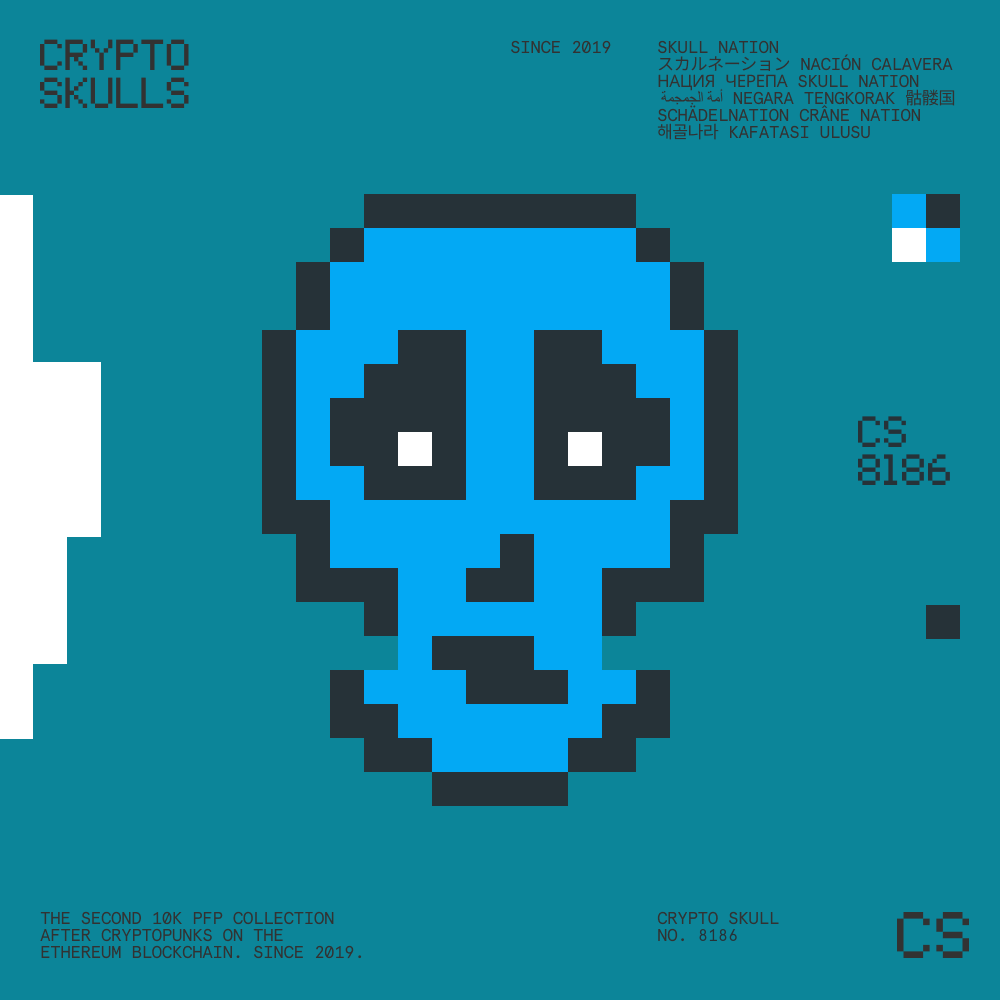 CRYPTO
SKULLS
SINCE 2019
SKULL NATION
スカルネーション NACIÓN CALAVERA
НАЦИЯ ЧЕРЕПА SKULL NATION
أمة الجمجمة NEGARA TENGKORAK 骷髅国
SCHÄDELNATION CRÂNE NATION
해골나라 KAFATASI ULUSU
CS
8186
THE SECOND 10K PFP COLLECTION
AFTER CRYPTOPUNKS ON THE
ETHEREUM BLOCKCHAIN. SINCE 2019.
CRYPTO SKULL
NO. 8186
CS